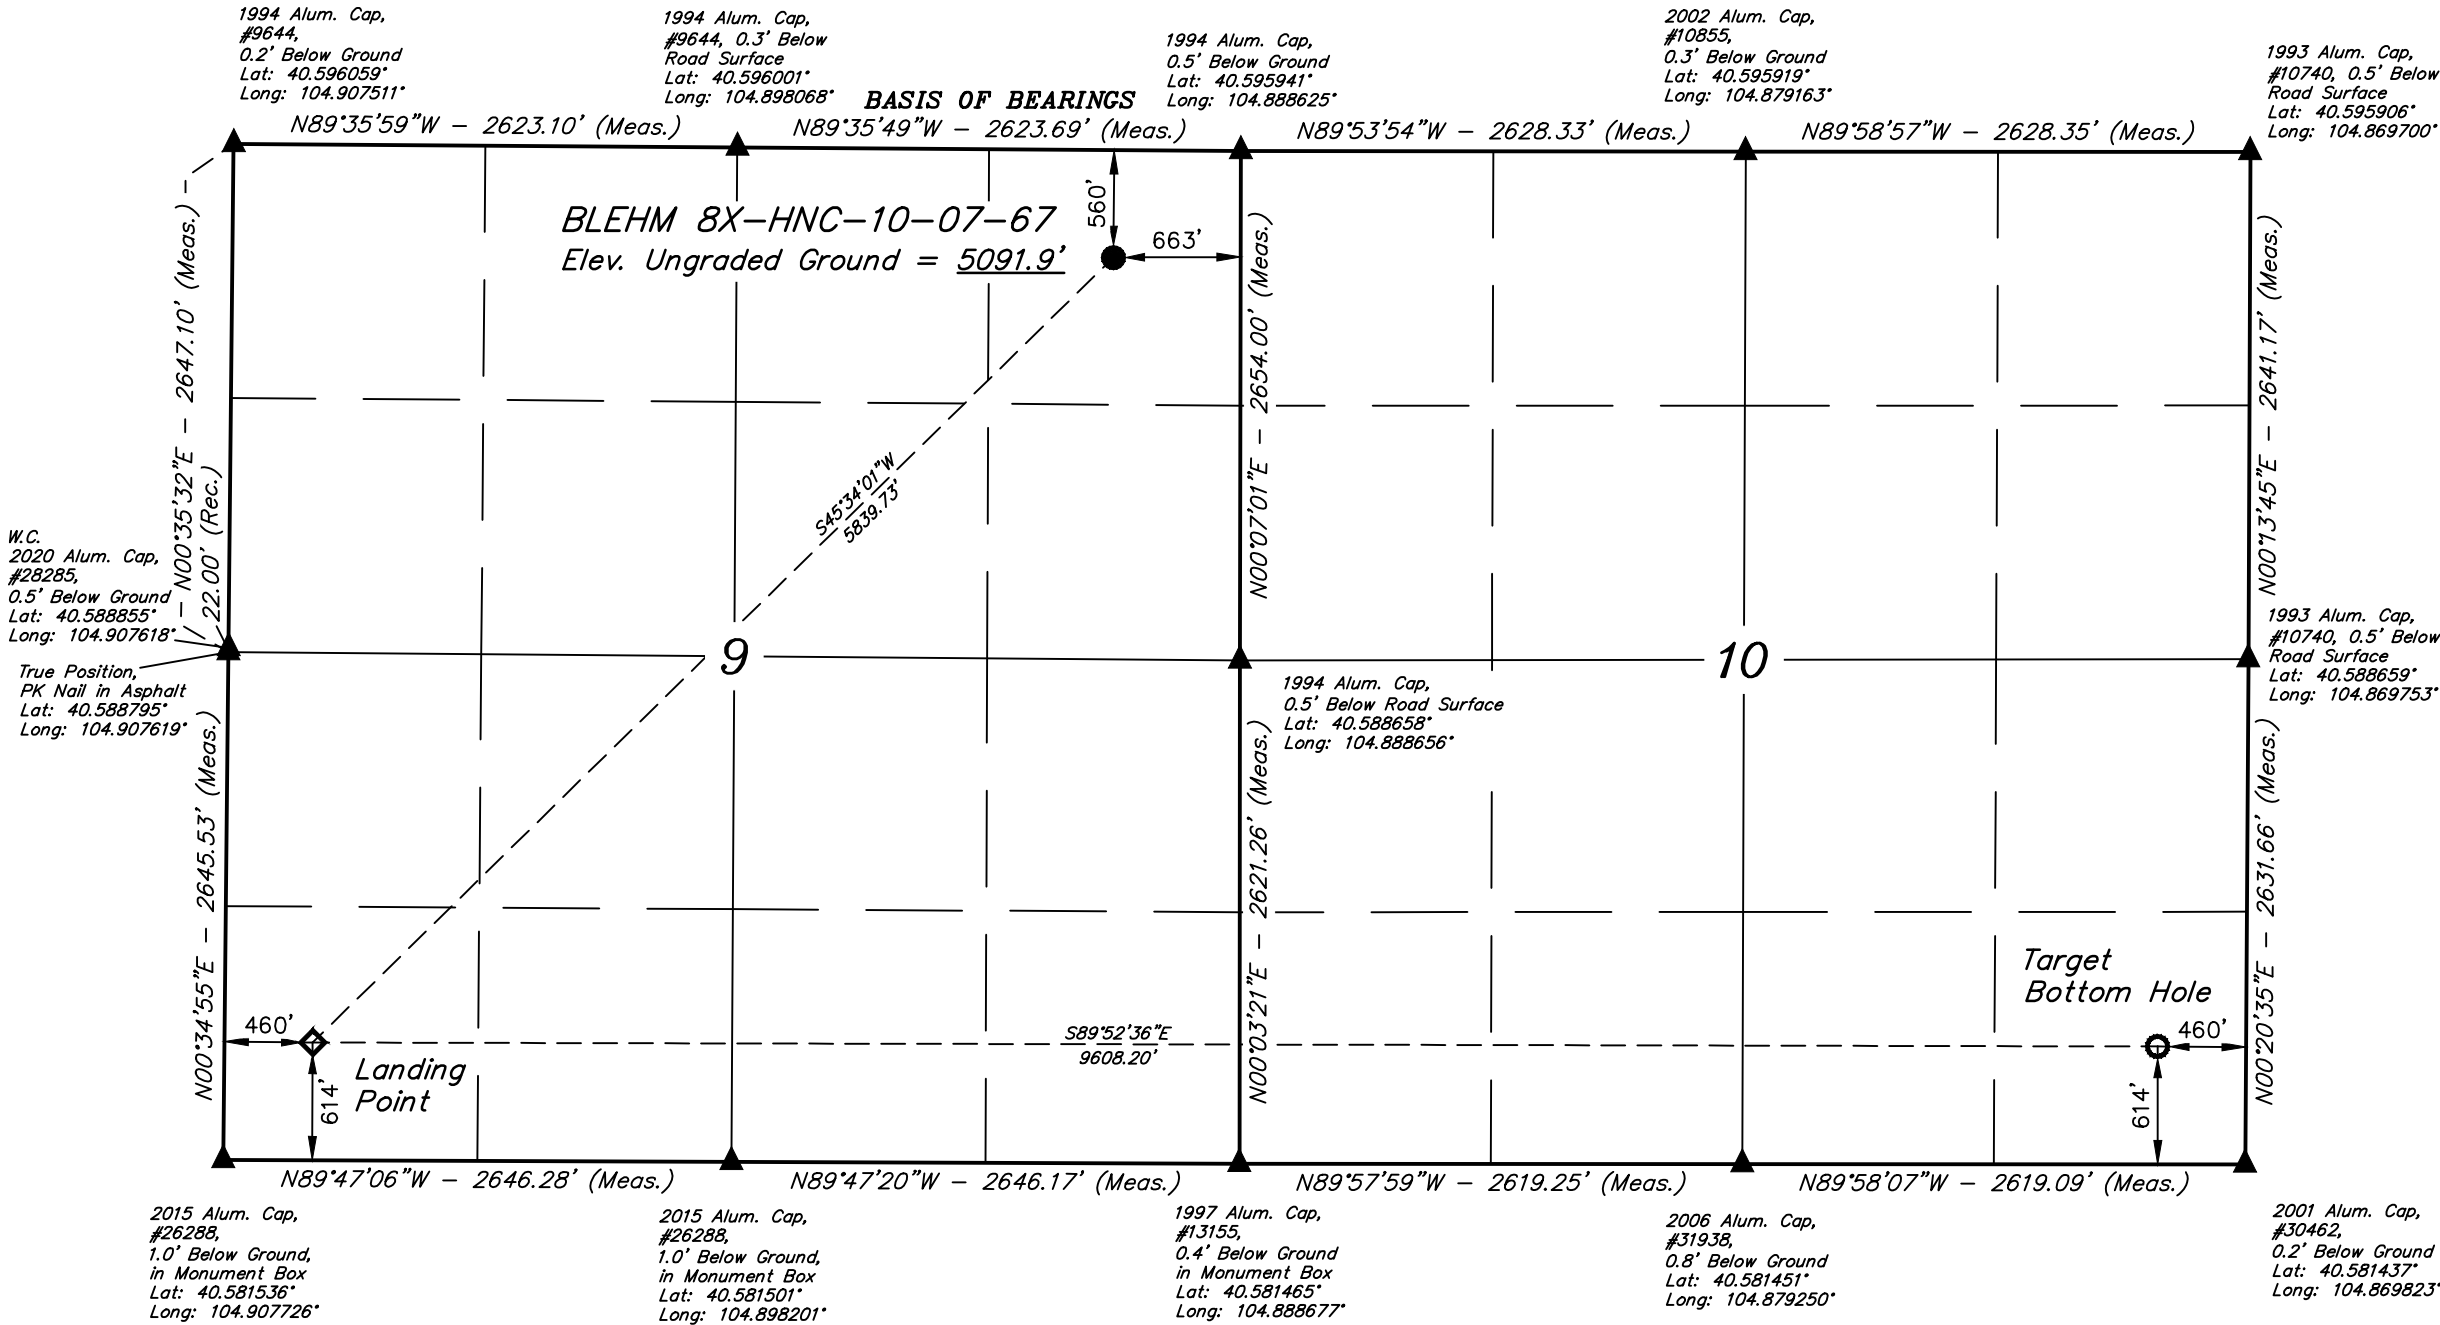 1994 Alum. Cap,
#9644,
0.2' Below Ground
Lat: 40.596059°
Long: 104.907511°
1994 Alum. Cap,
#9644, 0.3' Below
Road Surface
Lat: 40.596001°
Long: 104.898068°
BASIS OF BEARINGS
1994 Alum. Cap,
0.5' Below Ground
Lat: 40.595941°
Long: 104.888625°
2002 Alum. Cap,
#10855,
0.3' Below Ground
Lat: 40.595919°
Long: 104.879163°
1993 Alum. Cap,
#10740, 0.5' Below
Road Surface
Lat: 40.595906°
Long: 104.869700°
N89°35'59"W - 2623.10' (Meas.)
N89°35'49"W - 2623.69' (Meas.)
N89°53'54"W - 2628.33' (Meas.)
N89°58'57"W - 2628.35' (Meas.)
BLEHM 8X-HNC-10-07-67
Elev. Ungraded Ground = 5091.9'
560'
663'
N00°35'32"E - 2647.10' (Meas.)
22.00' (Rec.)
N00°07'01"E - 2654.00' (Meas.)
N00°13'45"E - 2641.17' (Meas.)
S45°34'01"W
5839.73'
W.C.
2020 Alum. Cap,
#28285,
0.5' Below Ground
Lat: 40.588855°
Long: 104.907618°
True Position,
PK Nail in Asphalt
Lat: 40.588795°
Long: 104.907619°
9
10
1994 Alum. Cap,
0.5' Below Road Surface
Lat: 40.588658°
Long: 104.888656°
1993 Alum. Cap,
#10740, 0.5' Below
Road Surface
Lat: 40.588659°
Long: 104.869753°
N00°34'55"E - 2645.53' (Meas.)
N00°03'21"E - 2621.26' (Meas.)
N00°20'35"E - 2631.66' (Meas.)
460'
614'
Landing
Point
S89°52'36"E
9608.20'
Target
Bottom Hole
460'
614'
N89°47'06"W - 2646.28' (Meas.)
N89°47'20"W - 2646.17' (Meas.)
N89°57'59"W - 2619.25' (Meas.)
N89°58'07"W - 2619.09' (Meas.)
2015 Alum. Cap,
#26288,
1.0' Below Ground,
in Monument Box
Lat: 40.581536°
Long: 104.907726°
2015 Alum. Cap,
#26288,
1.0' Below Ground,
in Monument Box
Lat: 40.581501°
Long: 104.898201°
1997 Alum. Cap,
#13155,
0.4' Below Ground
in Monument Box
Lat: 40.581465°
Long: 104.888677°
2006 Alum. Cap,
#31938,
0.8' Below Ground
Lat: 40.581451°
Long: 104.879250°
2001 Alum. Cap,
#30462,
0.2' Below Ground
Lat: 40.581437°
Long: 104.869823°